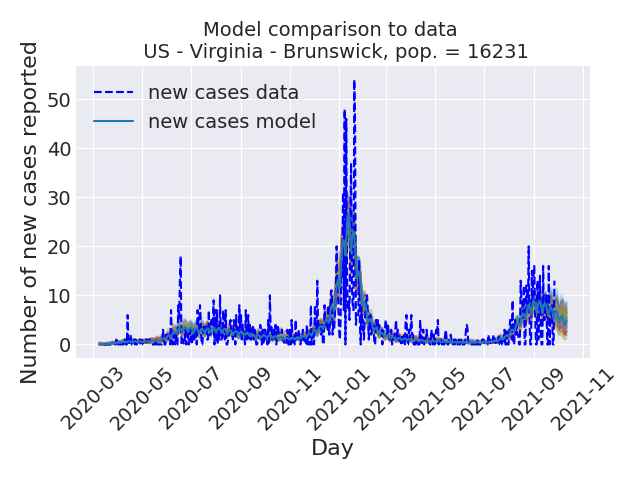 Model comparison to data
US - Virginia - Brunswick, pop. = 16231
Number of new cases reported
50
40
30
20
10
0
new cases data
new cases model
2020-03
2020-05
2020-07
2020-09
2020-11
2021-01
2021-03
2021-05
2021-07
2021-09
2021-11
Day